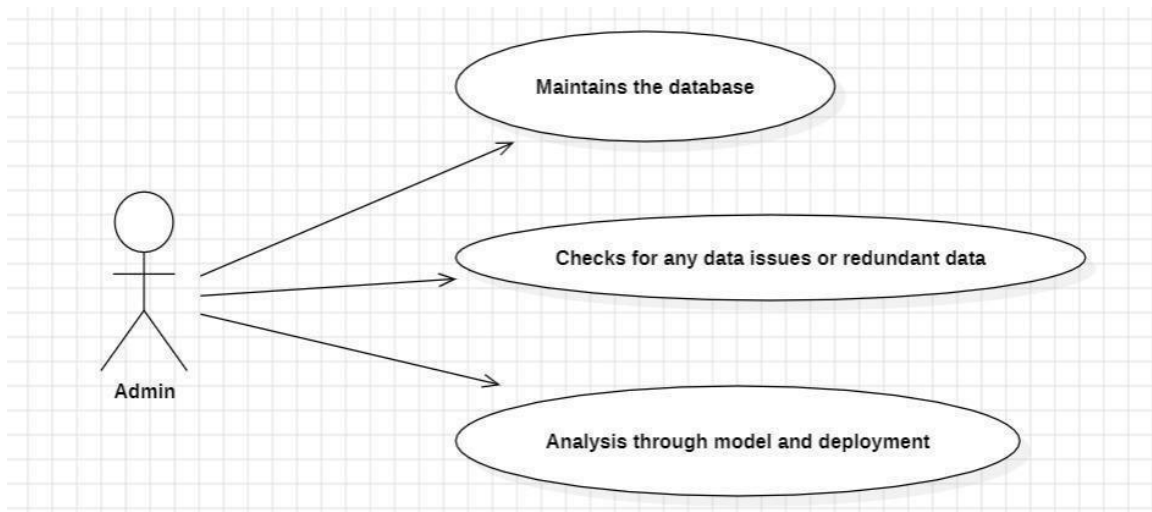 Maintains the database
Checks for any data issues or redundant data
Admin
Analysis through model and deployment